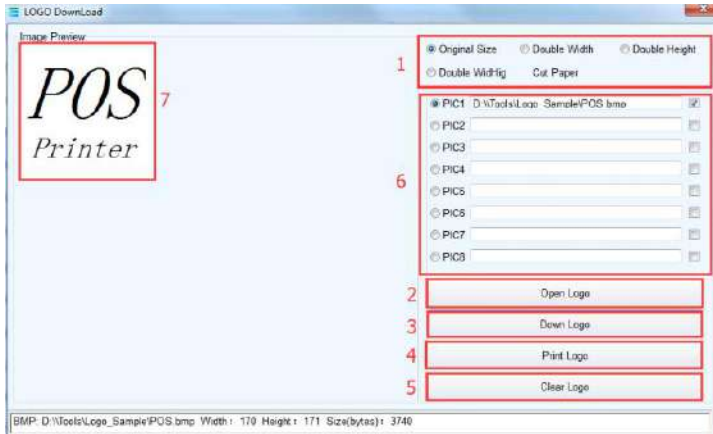 LOGO DownLoad
Image Preview
POS
Printer
7
1
Original Size Double Width Double Height
Double WidHig Cut Paper
6
PIC1 D:\\Tools\Logo_Sample\POS.bmp
PIC2
PIC3
PIC4
PIC5
PIC6
PIC7
PIC8
2 Open Logo
3 Down Logo
4 Print Logo
5 Clear Logo
BMP: D:\\Tools\Logo_Sample\POS.bmp Width: 170 Height: 171 Size(bytes): 3740